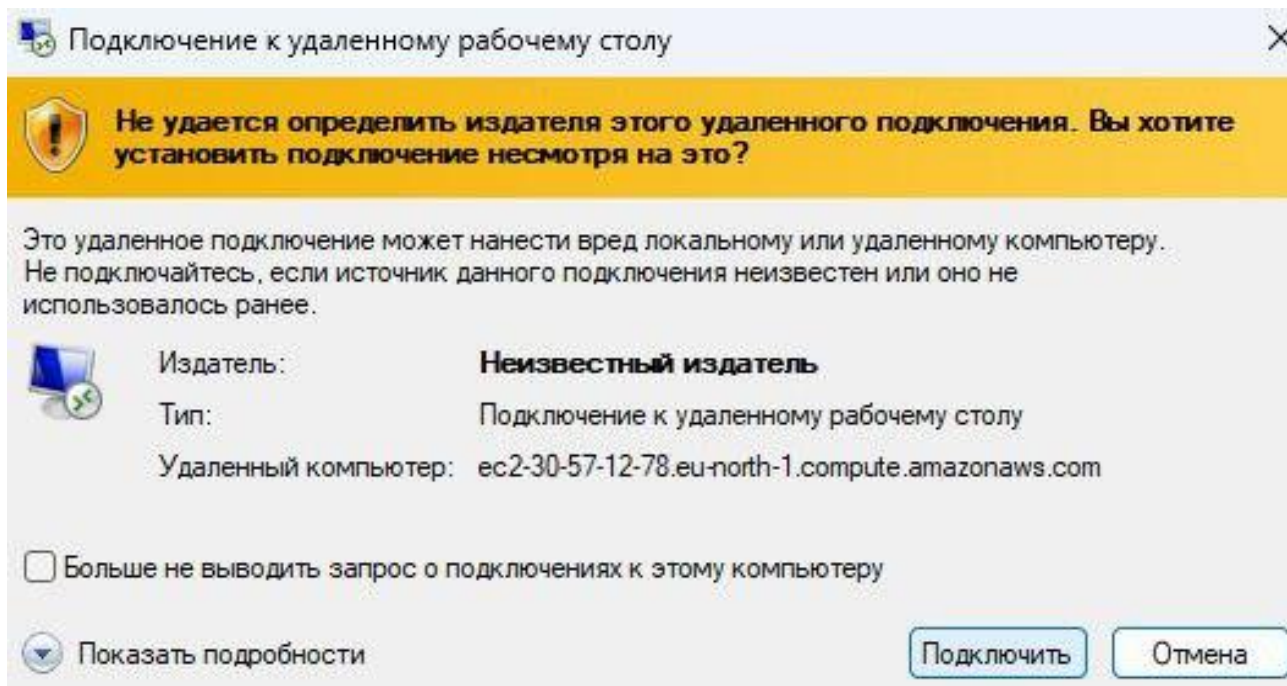 Подключение к удаленному рабочему столу
Не удается определить издателя этого удаленного подключения. Вы хотите
установить подключение несмотря на это?
Это удаленное подключение может нанести вред локальному или удаленному компьютеру.
Не подключайтесь, если источник данного подключения неизвестен или оно не
использовалось ранее.
Издатель: Неизвестный издатель
Тип: Подключение к удаленному рабочему столу
Удаленный компьютер: ec2-30-57-12-78.eu-north-1.compute.amazonaws.com
Больше не выводить запрос о подключениях к этому компьютеру
Показать подробности Подключить Отмена